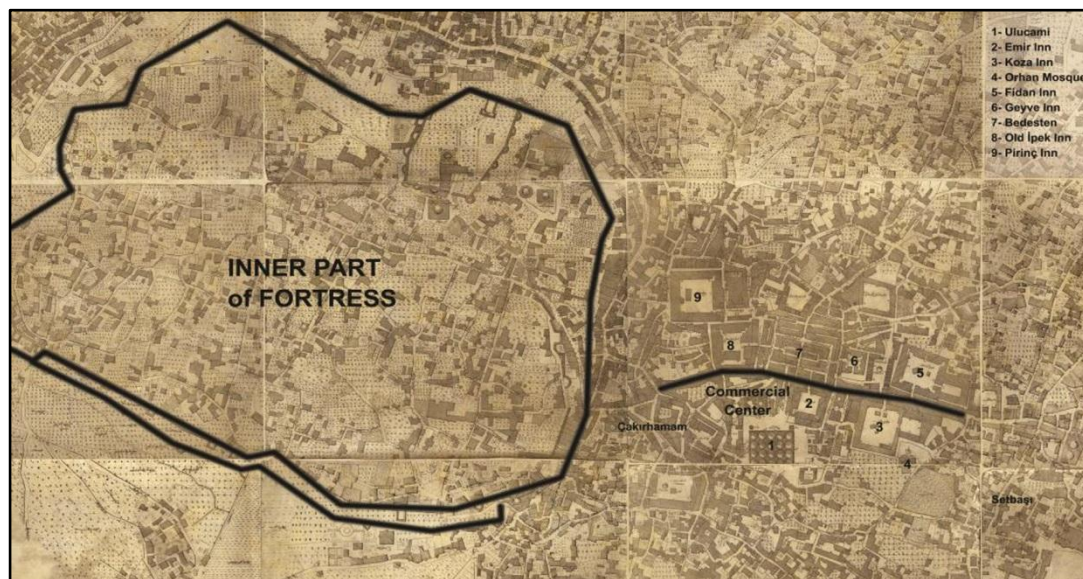 1- Ulucami
2- Emir Inn
3- Koza Inn
4- Orhan Mosque
5- Fidan Inn
6- Geyve Inn
7- Bedesten
8- Old İpek Inn
9- Pirinç Inn
INNER PART
of FORTRESS
9
8
7
6
5
Commercial
Center
2
3
Çakırhamam
1
4
Setbaşı